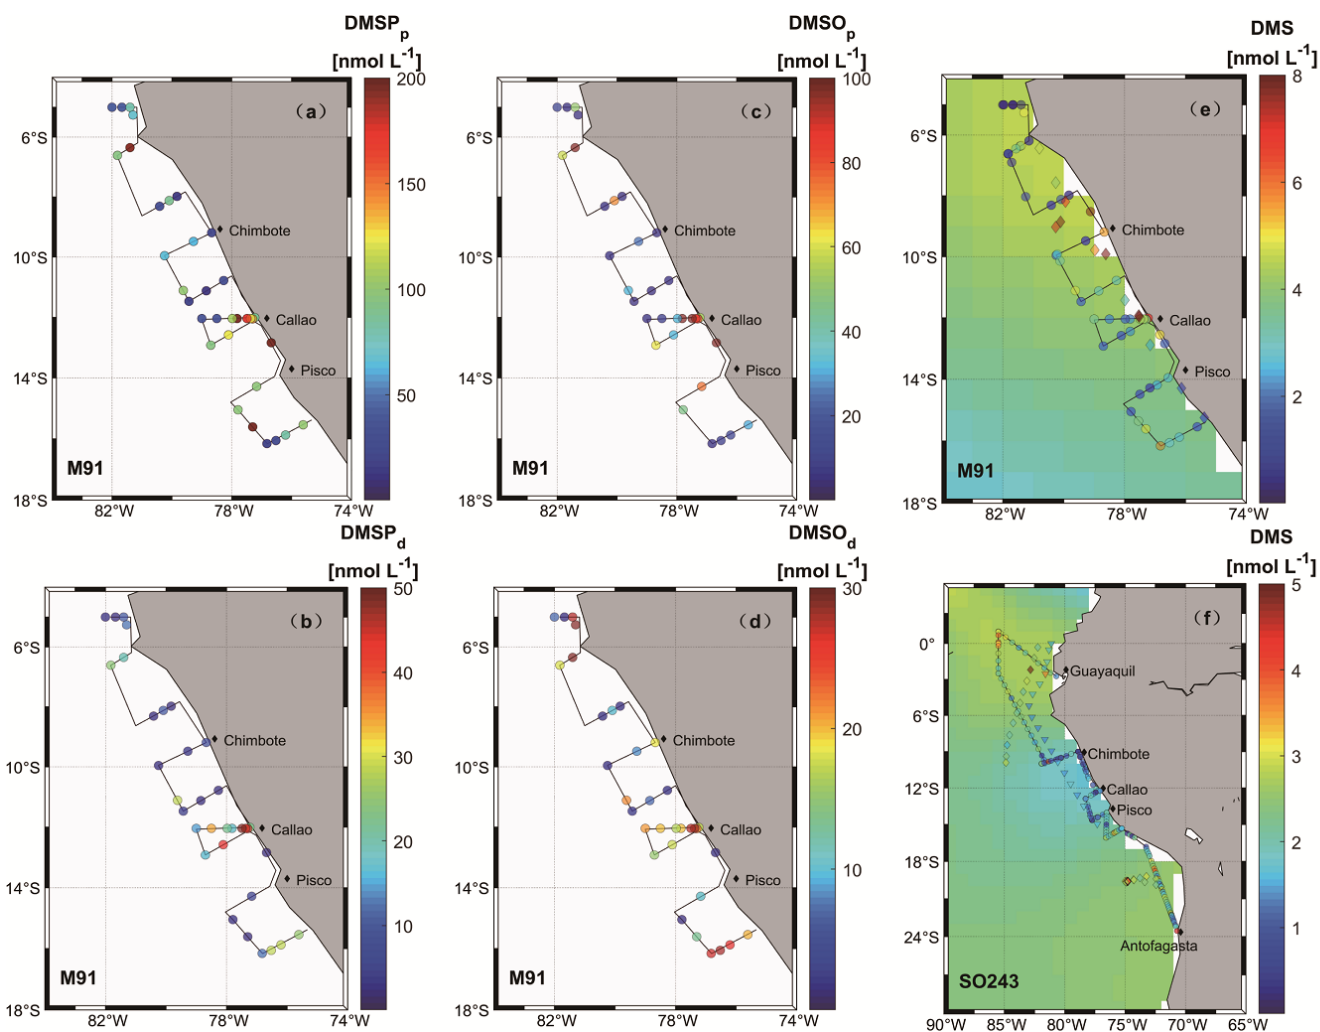 DMSPp
[nmol L-1]
200
150
100
50
(a)
6°S
10°S
14°S
18°S
Chimbote
Callao
Pisco
M91
82°W
78°W
74°W
DMSOp
[nmol L-1]
100
80
60
40
20
(c)
6°S
10°S
14°S
18°S
Chimbote
Callao
Pisco
M91
82°W
78°W
74°W
DMS
[nmol L-1]
8
6
4
2
(e)
6°S
10°S
14°S
18°S
Chimbote
Callao
Pisco
M91
82°W
78°W
74°W
DMSPd
[nmol L-1]
50
40
30
20
10
(b)
6°S
10°S
14°S
18°S
Chimbote
Callao
Pisco
M91
82°W
78°W
74°W
DMSOd
[nmol L-1]
30
20
10
(d)
6°S
10°S
14°S
18°S
Chimbote
Callao
Pisco
M91
82°W
78°W
74°W
DMS
[nmol L-1]
5
4
3
2
1
(f)
0°
6°S
12°S
18°S
24°S
Guayaquil
Chimbote
Callao
Pisco
Antofagasta
SO243
90°W
85°W
80°W
75°W
70°W
65°W